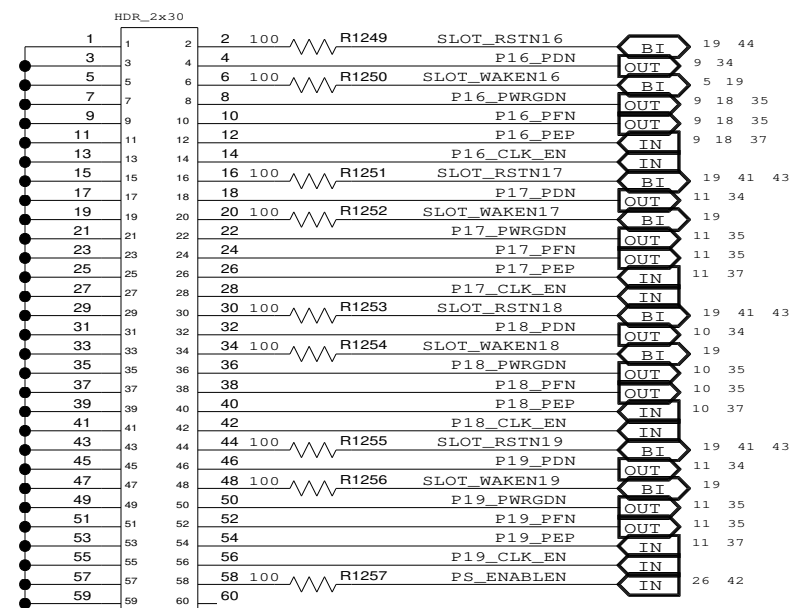 HDR_2x30
1 1 2 2 100 R1249 SLOT_RSTN16 BI 19 44
3 3 4 4 P16_PDN OUT 9 34
5 5 6 6 100 R1250 SLOT_WAKEN16 BI 5 19
7 7 8 8 P16_PWRGDN OUT 9 18 35
9 9 10 10 P16_PFN OUT 9 18 35
11 11 12 12 P16_PEP IN 9 18 37
13 13 14 14 P16_CLK_EN IN
15 15 16 16 100 R1251 SLOT_RSTN17 BI 19 41 43
17 17 18 18 P17_PDN OUT 11 34
19 19 20 20 100 R1252 SLOT_WAKEN17 BI 19
21 21 22 22 P17_PWRGDN OUT 11 35
23 23 24 24 P17_PFN OUT 11 35
25 25 26 26 P17_PEP IN 11 37
27 27 28 28 P17_CLK_EN IN
29 29 30 30 100 R1253 SLOT_RSTN18 BI 19 41 43
31 31 32 32 P18_PDN OUT 10 34
33 33 34 34 100 R1254 SLOT_WAKEN18 BI 19
35 35 36 36 P18_PWRGDN OUT 10 35
37 37 38 38 P18_PFN OUT 10 35
39 39 40 40 P18_PEP IN 10 37
41 41 42 42 P18_CLK_EN IN
43 43 44 44 100 R1255 SLOT_RSTN19 BI 19 41 43
45 45 46 46 P19_PDN OUT 11 34
47 47 48 48 100 R1256 SLOT_WAKEN19 BI 19
49 49 50 50 P19_PWRGDN OUT 11 35
51 51 52 52 P19_PFN OUT 11 35
53 53 54 54 P19_PEP IN 11 37
55 55 56 56 P19_CLK_EN IN
57 57 58 58 100 R1257 PS_ENABLEN IN 26 42
59 59 60 60